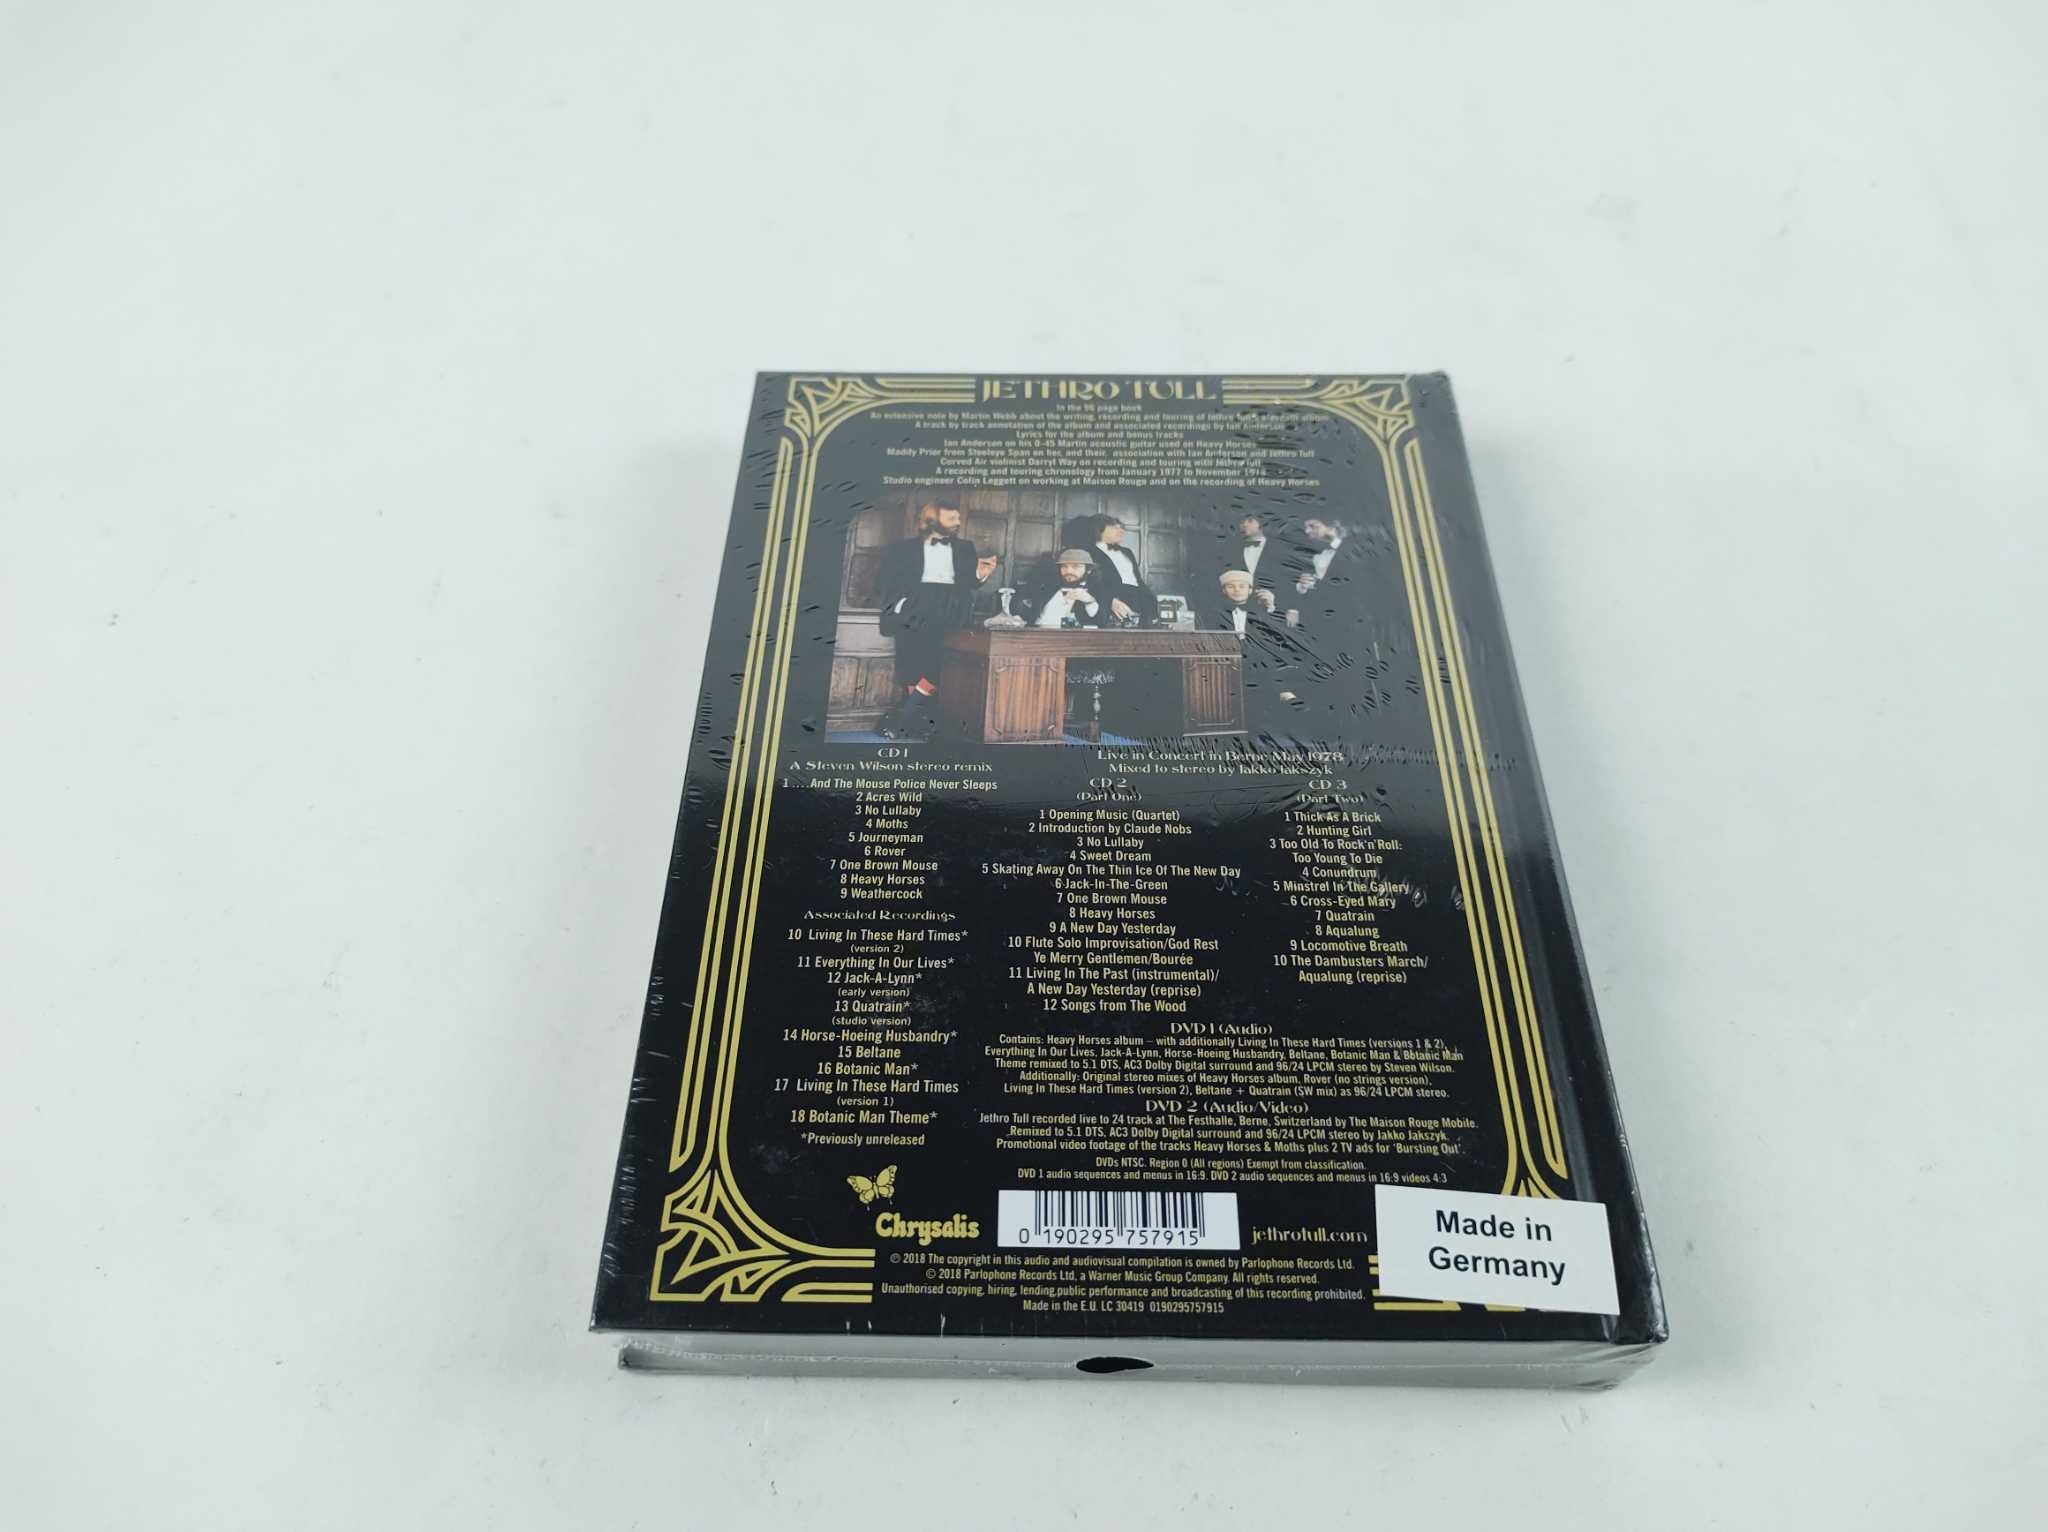 JETHRO TULL
In the 96 page book
An extensive note by Martin Webb about the writing, recording and touring of Jethro Tull's eleventh album
A track by track annotation of the album and associated recordings by Ian Anderson
Lyrics for the album and bonus tracks
Ian Anderson on his 0-45 Martin acoustic guitar used on Heavy Horses
Maddy Prior from Steeleye Span on her, and their, association with Ian Anderson and Jethro Tull
Curved Air violinist Darryl Way on recording and touring with Jethro Tull
A recording and touring chronology from January 1977 to November 1978
Studio engineer Colin Leggett on working at Maison Rouge and on the recording of Heavy Horses
CD 1
A Steven Wilson stereo remix
1 ....And The Mouse Police Never Sleeps
2 Acres Wild
3 No Lullaby
4 Moths
5 Journeyman
6 Rover
7 One Brown Mouse
8 Heavy Horses
9 Weathercock
Associated Recordings
10 Living In These Hard Times*
(version 2)
11 Everything In Our Lives*
12 Jack-A-Lynn*
(early version)
13 Quatrain*
(studio version)
14 Horse-Hoeing Husbandry*
15 Beltane
16 Botanic Man*
17 Living In These Hard Times
(version 1)
18 Botanic Man Theme*
*Previously unreleased
Live in Concert in Berne May 1978
Mixed to stereo by Jakko Jakszyk
CD 2
(Part One)
1 Opening Music (Quartet)
2 Introduction by Claude Nobs
3 No Lullaby
4 Sweet Dream
5 Skating Away On The Thin Ice Of The New Day
6 Jack-In-The-Green
7 One Brown Mouse
8 Heavy Horses
9 A New Day Yesterday
10 Flute Solo Improvisation/God Rest
Ye Merry Gentlemen/Bourée
11 Living In The Past (instrumental)/
A New Day Yesterday (reprise)
12 Songs from The Wood
CD 3
(Part Two)
1 Thick As A Brick
2 Hunting Girl
3 Too Old To Rock'n'Roll:
Too Young To Die
4 Conundrum
5 Minstrel In The Gallery
6 Cross-Eyed Mary
7 Quatrain
8 Aqualung
9 Locomotive Breath
10 The Dambusters March/
Aqualung (reprise)
DVD 1 (Audio)
Contains: Heavy Horses album – with additionally Living In These Hard Times (versions 1 & 2),
Everything In Our Lives, Jack-A-Lynn, Horse-Hoeing Husbandry, Beltane, Botanic Man & Botanic Man
Theme remixed to 5.1 DTS, AC3 Dolby Digital surround and 96/24 LPCM stereo by Steven Wilson.
Additionally: Original stereo mixes of Heavy Horses album, Rover (no strings version),
Living In These Hard Times (version 2), Beltane + Quatrain (SW mix) as 96/24 LPCM stereo.
DVD 2 (Audio/Video)
Jethro Tull recorded live to 24 track at The Festhalle, Berne, Switzerland by The Maison Rouge Mobile.
Remixed to 5.1 DTS, AC3 Dolby Digital surround and 96/24 LPCM stereo by Jakko Jakszyk.
Promotional video footage of the tracks Heavy Horses & Moths plus 2 TV ads for 'Bursting Out'.
DVDs NTSC. Region 0 (All regions) Exempt from classification.
DVD 1 audio sequences and menus in 16:9. DVD 2 audio sequences and menus in 16:9 videos 4:3
Chrysalis
0 190295 757915
jethrotull.com
Made in
Germany
℗ 2018 The copyright in this audio and audiovisual compilation is owned by Parlophone Records Ltd.
© 2018 Parlophone Records Ltd, a Warner Music Group Company. All rights reserved.
Unauthorised copying, hiring, lending,public performance and broadcasting of this recording prohibited.
Made in the E.U. LC 30419 0190295757915